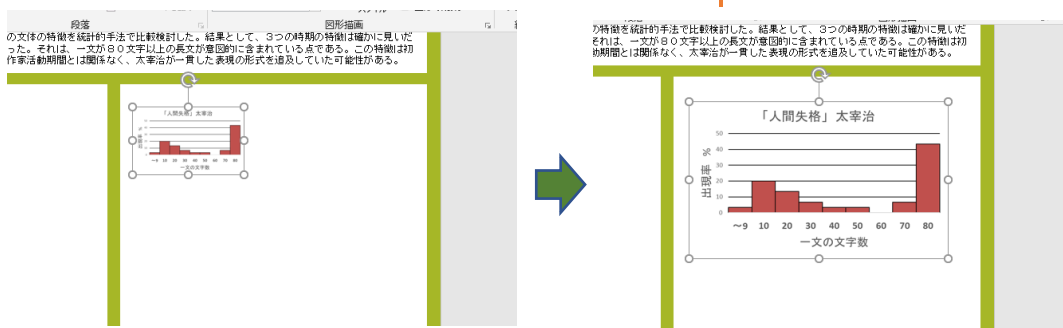 段落
図形描画
の文体の特徴を統計的手法で比較検討した。結果として、3つの時期の特徴は確かに見いだ
った。それは、一文が80文字以上の長文が意図的に含まれている点である。この特徴は初
作家活動期間とは関係なく、太宰治が一貫した表現の形式を追及していた可能性がある。
「人間失格」太宰治
~9 10 20 30 40 50 60 70 80
一文の文字数
の特徴を統計的手法で比較検討した。結果として、3つの時期の特徴は確かに見いだ
それは、一文が80文字以上の長文が意図的に含まれている点である。この特徴は初
動期間とは関係なく、太宰治が一貫した表現の形式を追及していた可能性がある。
「人間失格」太宰治
出現率 %
50
40
30
20
10
0
~9 10 20 30 40 50 60 70 80
一文の文字数